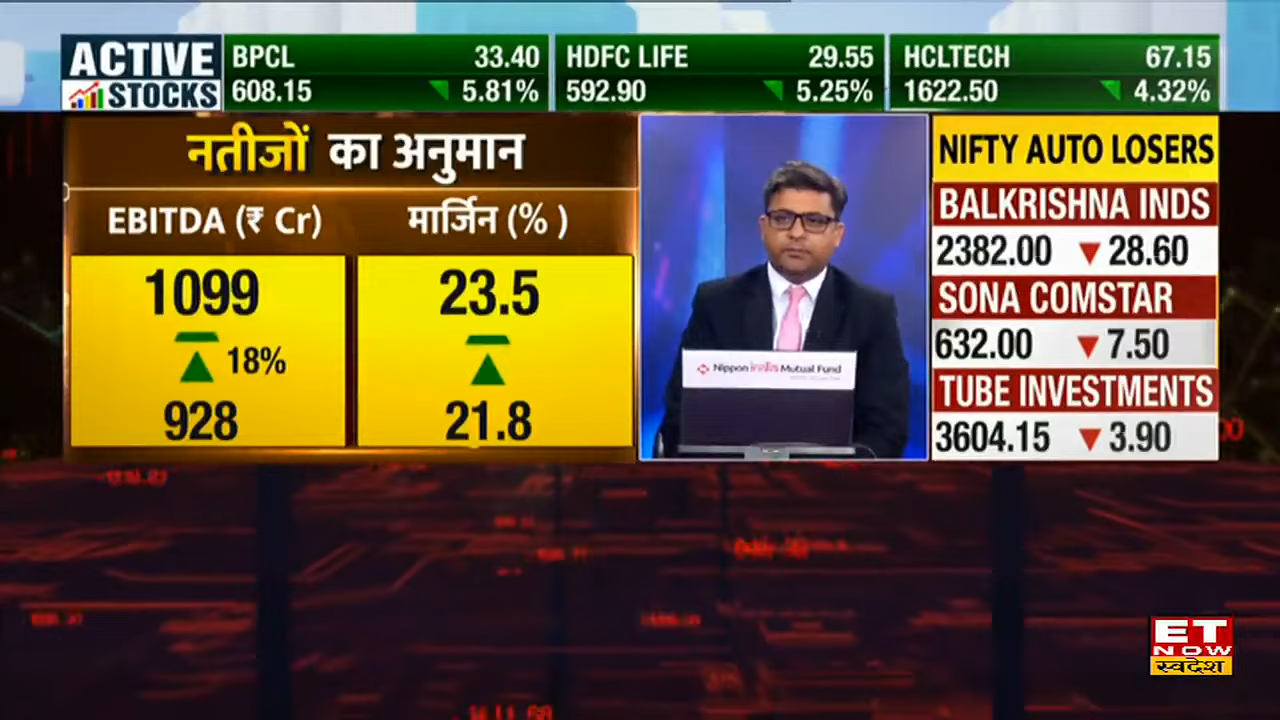 ACTIVE STOCKS
BPCL 33.40
608.15 5.81%
HDFC LIFE 29.55
592.90 5.25%
HCLTECH 67.15
1622.50 4.32%
नतीजों का अनुमान
EBITDA (₹ Cr) मार्जिन (%)
1099 23.5
18%
928 21.8
Nippon india Mutual Fund
NIFTY AUTO LOSERS
BALKRISHNA INDS
2382.00 28.60
SONA COMSTAR
632.00 7.50
TUBE INVESTMENTS
3604.15 3.90
ET
NOW
स्वदेश